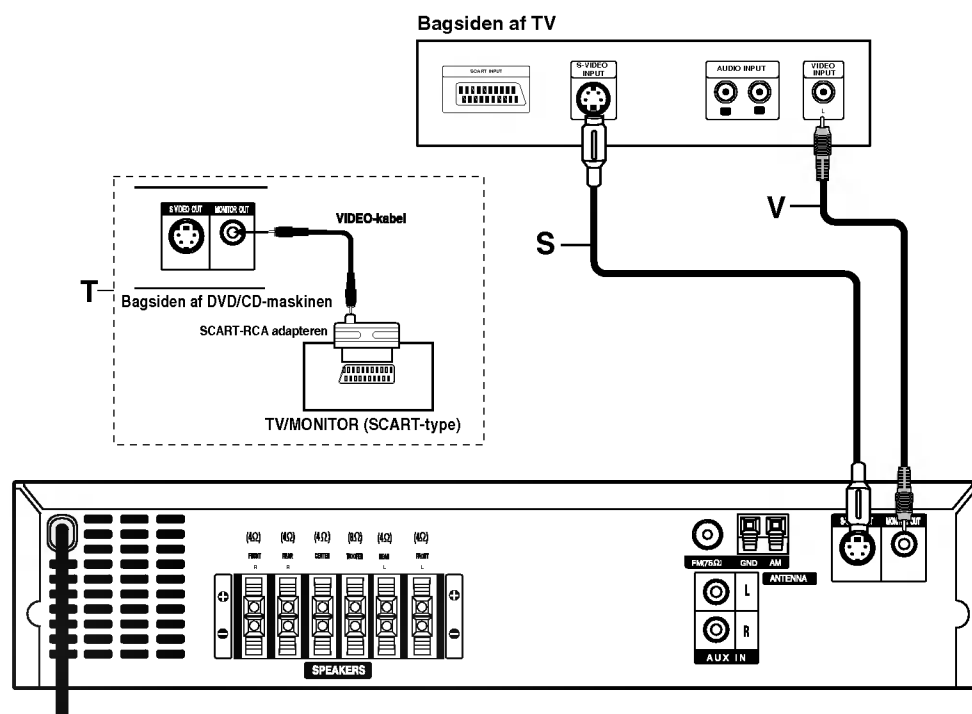 Bagsiden af TV
SCART INPUT
S-VIDEO
INPUT
AUDIO INPUT
VIDEO
INPUT
L
V
S
S VIDEO OUT
MONITOR OUT
VIDEO-kabel
T
Bagsiden af DVD/CD-maskinen
SCART-RCA adapteren
TV/MONITOR (SCART-type)
(4Ω) (4Ω) (4Ω) (8Ω) (4Ω) (4Ω)
FRONT REAR CENTER WOOFER REAR FRONT
R R L L
SPEAKERS
FM(75Ω) GND AM
ANTENNA
L
R
AUX IN